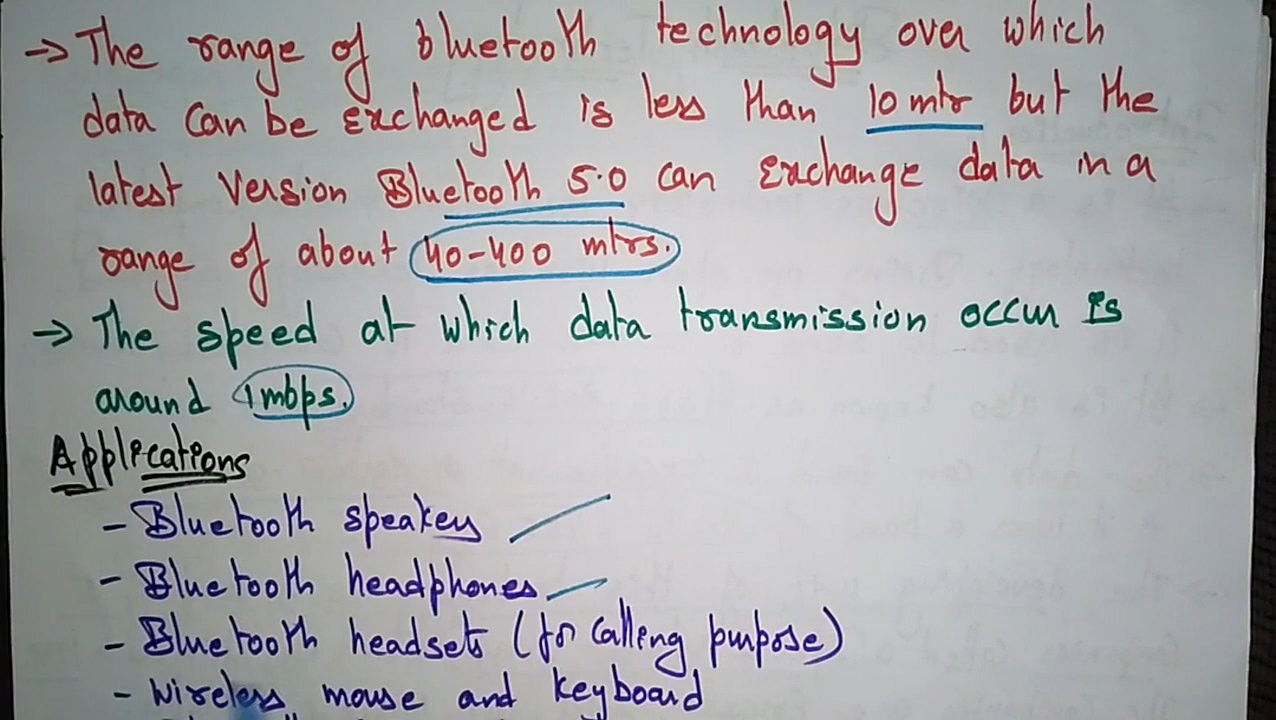 → The range of bluetooth technology over which
data can be exchanged is less than 10 mtr but the
latest version Bluetooth 5.0 can exchange data in a
range of about 40-400 mtrs.
→ The speed at which data transmission occur is
around 1mbps.
Applications
- Bluetooth speakers
- Bluetooth headphones
- Bluetooth headsets (for calling purpose)
- Wireless mouse and keyboard